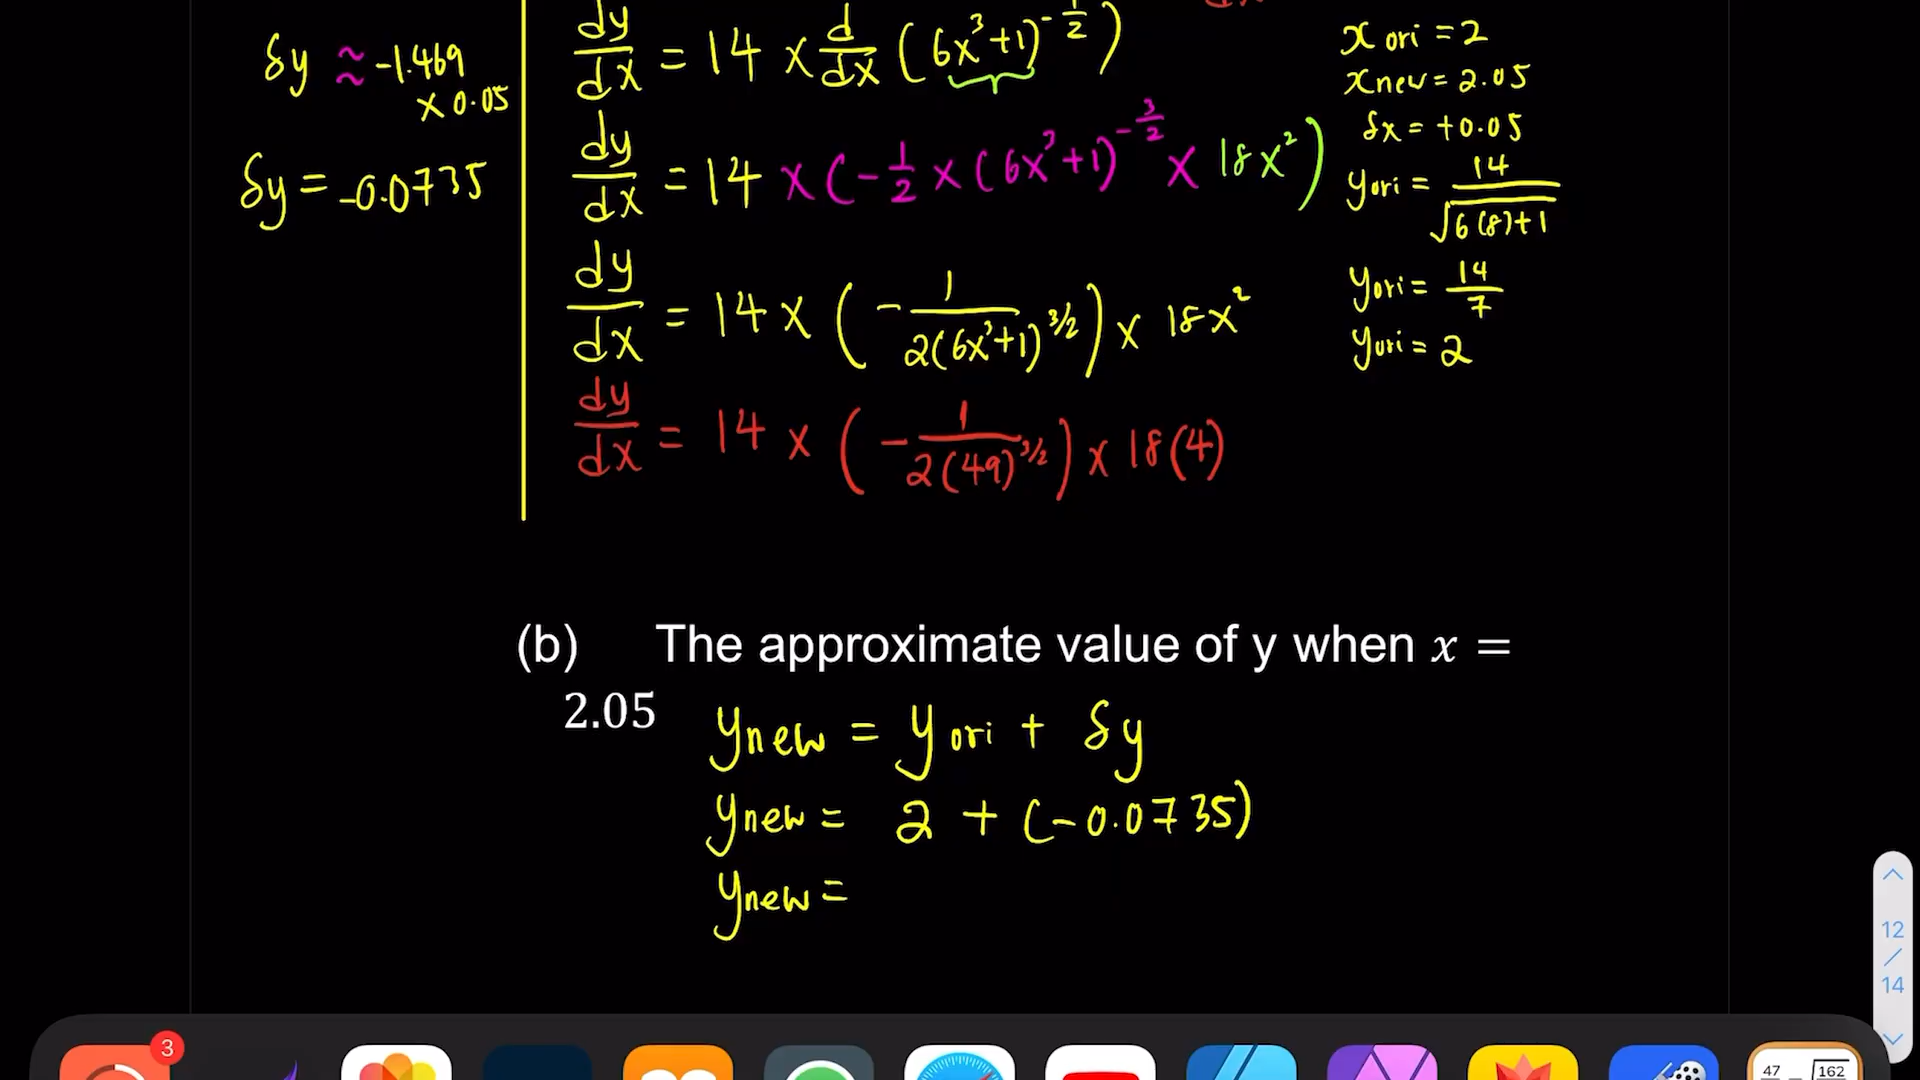 δy ≈ -1.469
× 0.05
δy = -0.0735
dy/dx = 14 × d/dx (6x³+1)^-1/2)
dy/dx = 14 × (-1/2 × (6x³+1)^-3/2 × 18x²)
dy/dx = 14 × (-1/2(6x³+1)^3/2) × 18x²
dy/dx = 14 × (-1/2(49)^3/2) × 18(4)
x ori = 2
x new = 2.05
δx = +0.05
y ori = 14/√6(8)+1
y ori = 14/7
y ori = 2
(b) The approximate value of y when x =
2.05
y new = y ori + δy
y new = 2 + (-0.0735)
y new =
12
/
14
3
47
162